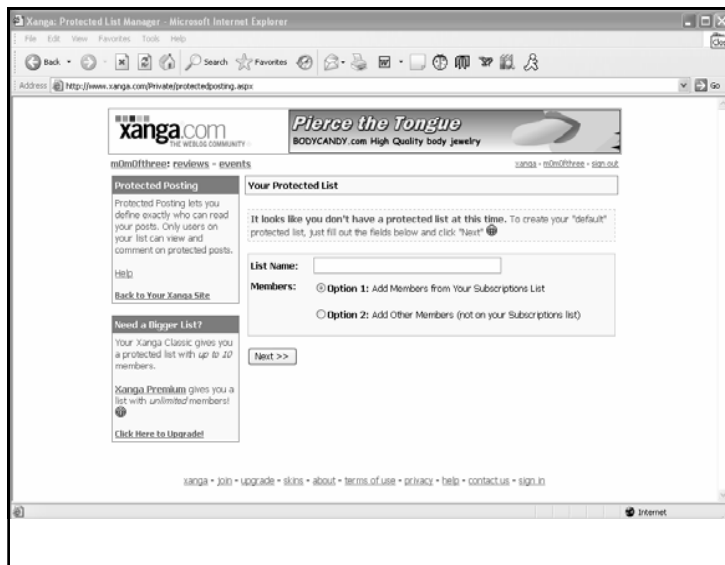 Xanga: Protected List Manager - Microsoft Internet Explorer
File Edit View Favorites Tools Help
Clos
Back Search Favorites
Address http://www.xanga.com/Private/protectedposting.aspx Go
xanga.com
THE WEBLOG COMMUNITY
Pierce the Tongue
BODYCANDY.com High Quality body jewelry
m0m0fthree: reviews - events
xanga - m0m0fthree - sign out
Protected Posting
Protected Posting lets you
define exactly who can read
your posts. Only users on
your list can view and
comment on protected posts.
Help
Back to Your Xanga Site
Need a Bigger List?
Your Xanga Classic gives you
a protected list with up to 10
members.
Xanga Premium gives you a
list with unlimited members!
Click Here to Upgrade!
Your Protected List
It looks like you don't have a protected list at this time. To create your "default"
protected list, just fill out the fields below and click "Next"
List Name:
Members: Option 1: Add Members from Your Subscriptions List
Option 2: Add Other Members (not on your Subscriptions list)
Next >>
xanga - join - upgrade - skins - about - terms of use - privacy - help - contact us - sign in
Internet